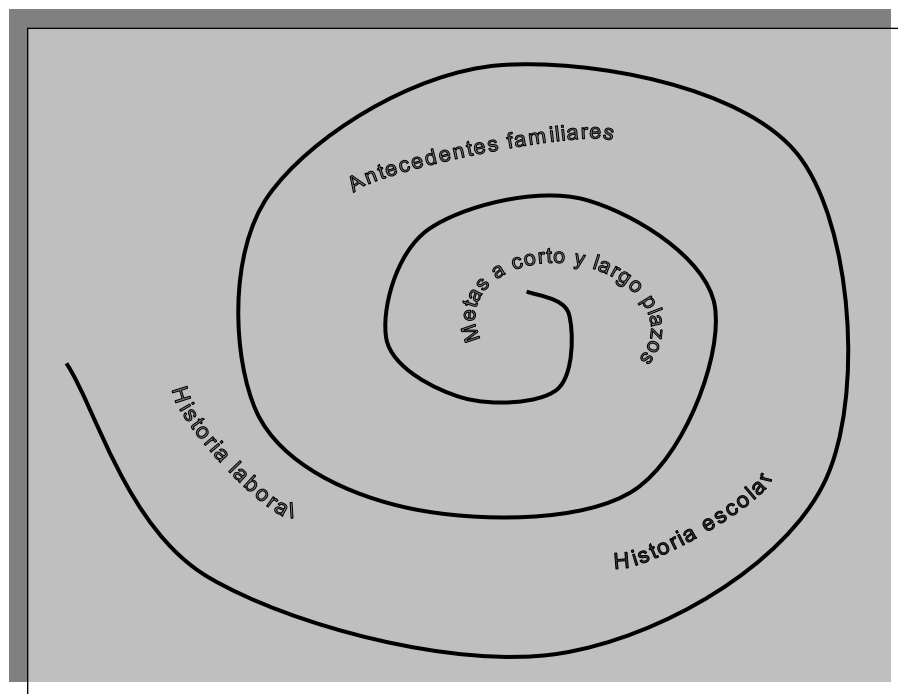 Antecedentes familiares
Metas a corto y largo plazos
Historia laboral
Historia escolar